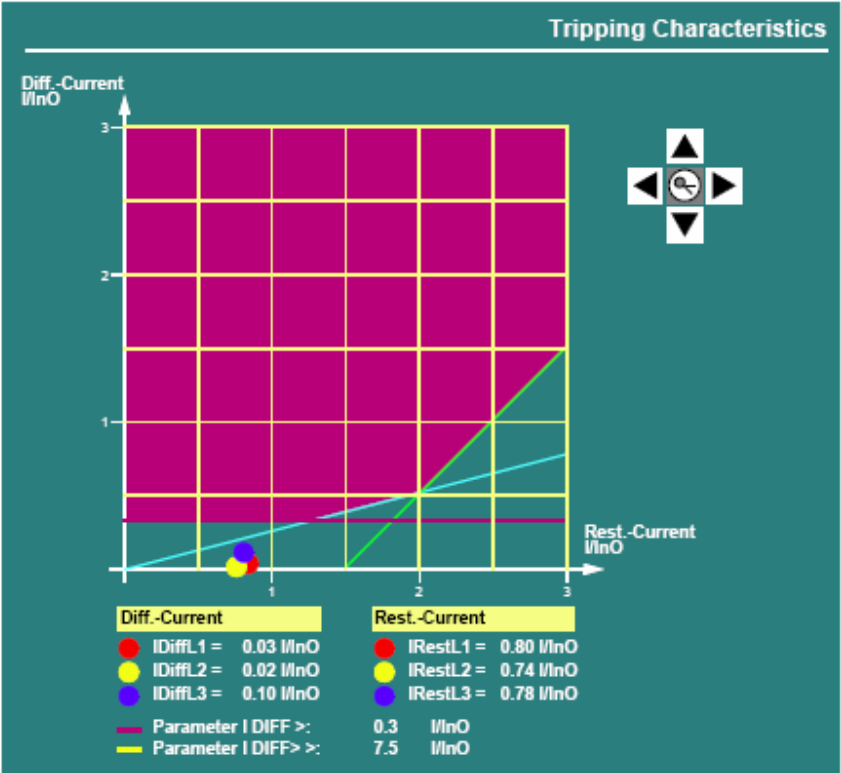 Tripping Characteristics
Diff.-Current
I/InO
3
2
1
Rest.-Current
I/InO
1 2 3
Diff.-Current Rest.-Current
IDiffL1 = 0.03 I/InO IRestL1 = 0.80 I/InO
IDiffL2 = 0.02 I/InO IRestL2 = 0.74 I/InO
IDiffL3 = 0.10 I/InO IRestL3 = 0.78 I/InO
Parameter I DIFF >: 0.3 I/InO
Parameter I DIFF> >: 7.5 I/InO